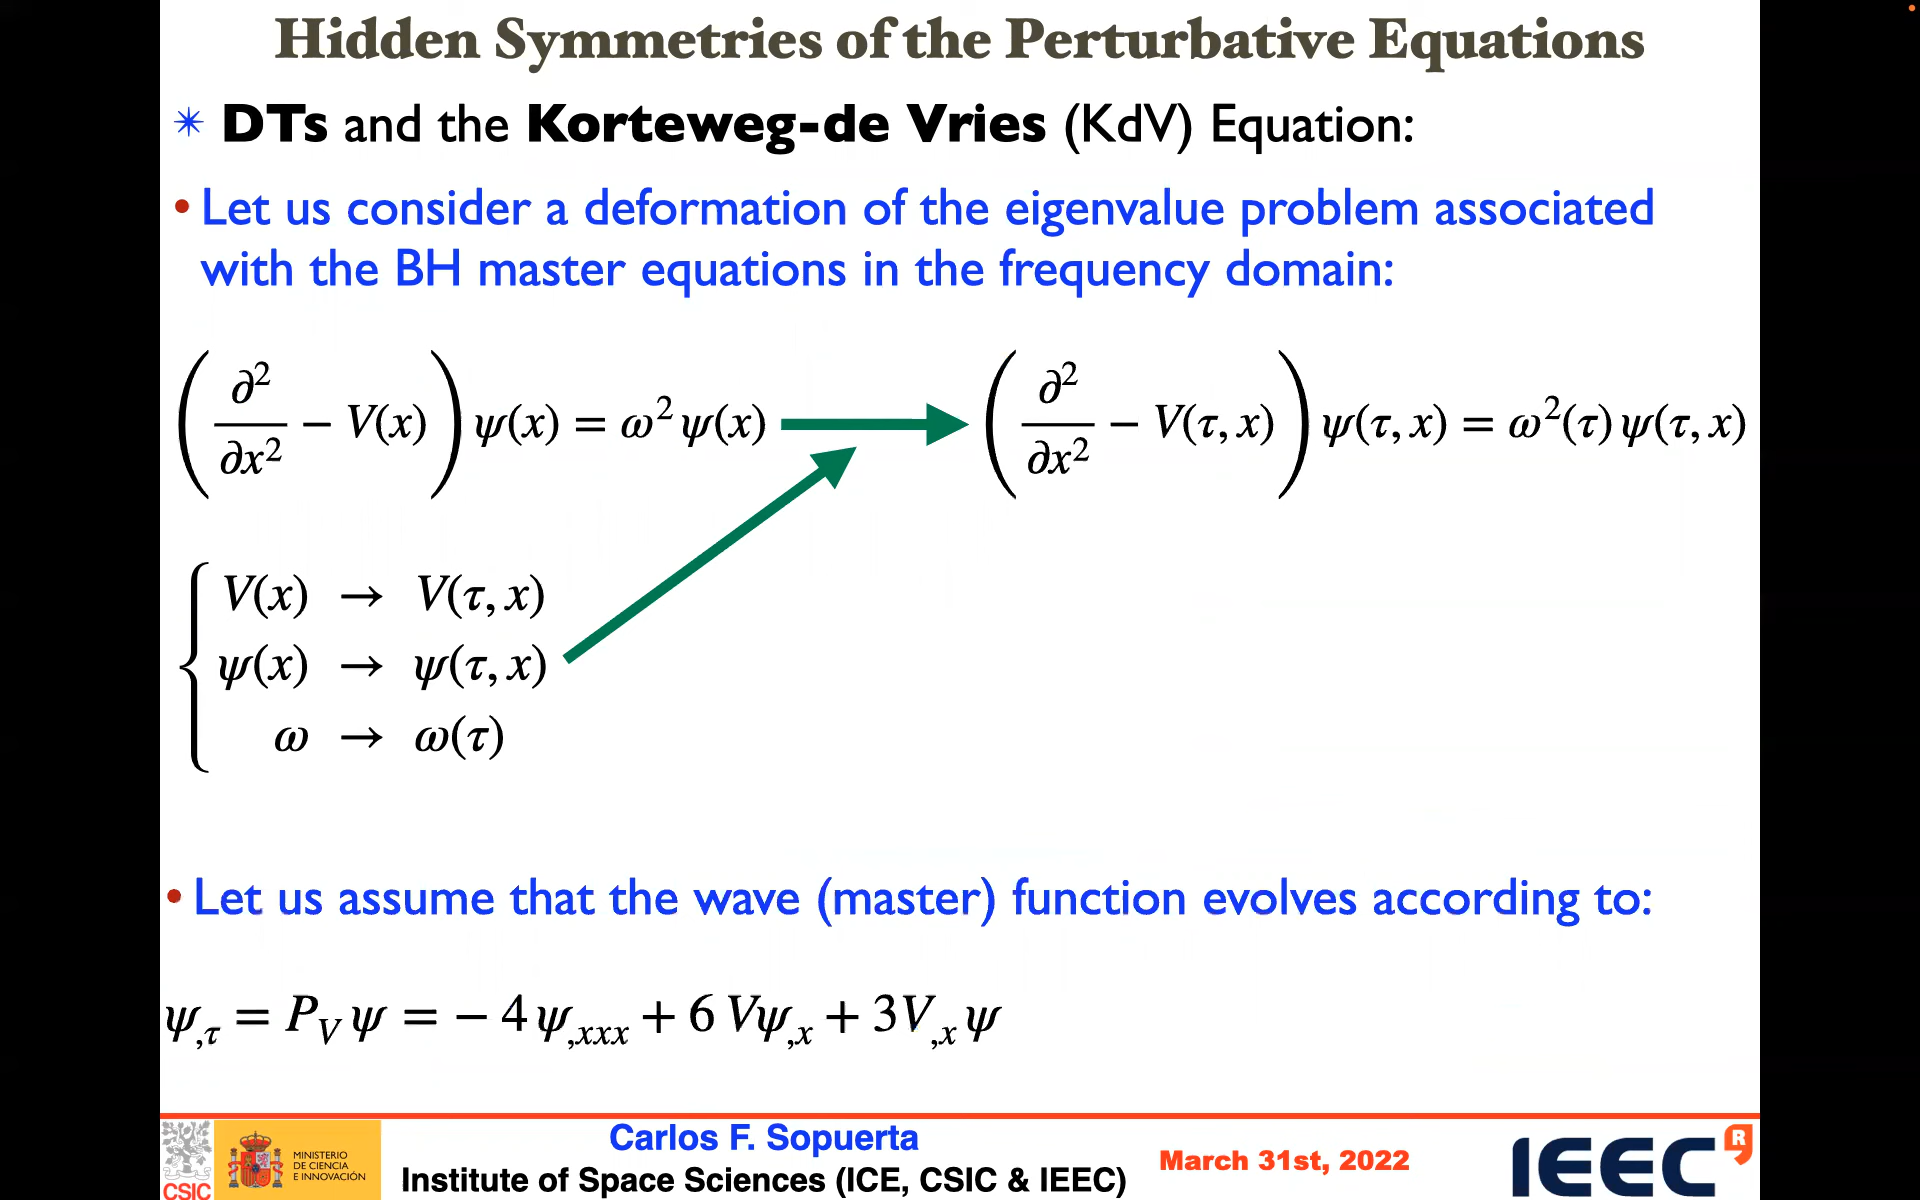 Hidden Symmetries of the Perturbative Equations
✴ DTs and the Korteweg-de Vries (KdV) Equation:
• Let us consider a deformation of the eigenvalue problem associated
with the BH master equations in the frequency domain:
(∂²/∂x² − V(x)) ψ(x) = ω² ψ(x) → (∂²/∂x² − V(τ, x)) ψ(τ, x) = ω²(τ) ψ(τ, x)
V(x) → V(τ, x)
ψ(x) → ψ(τ, x)
ω → ω(τ)
• Let us assume that the wave (master) function evolves according to:
ψ,τ = P_V ψ = − 4 ψ,xxx + 6 Vψ,x + 3V,x ψ
Carlos F. Sopuerta
Institute of Space Sciences (ICE, CSIC & IEEC)
March 31st, 2022
CSIC
MINISTERIO
DE CIENCIA
E INNOVACIÓN
IEEC
R